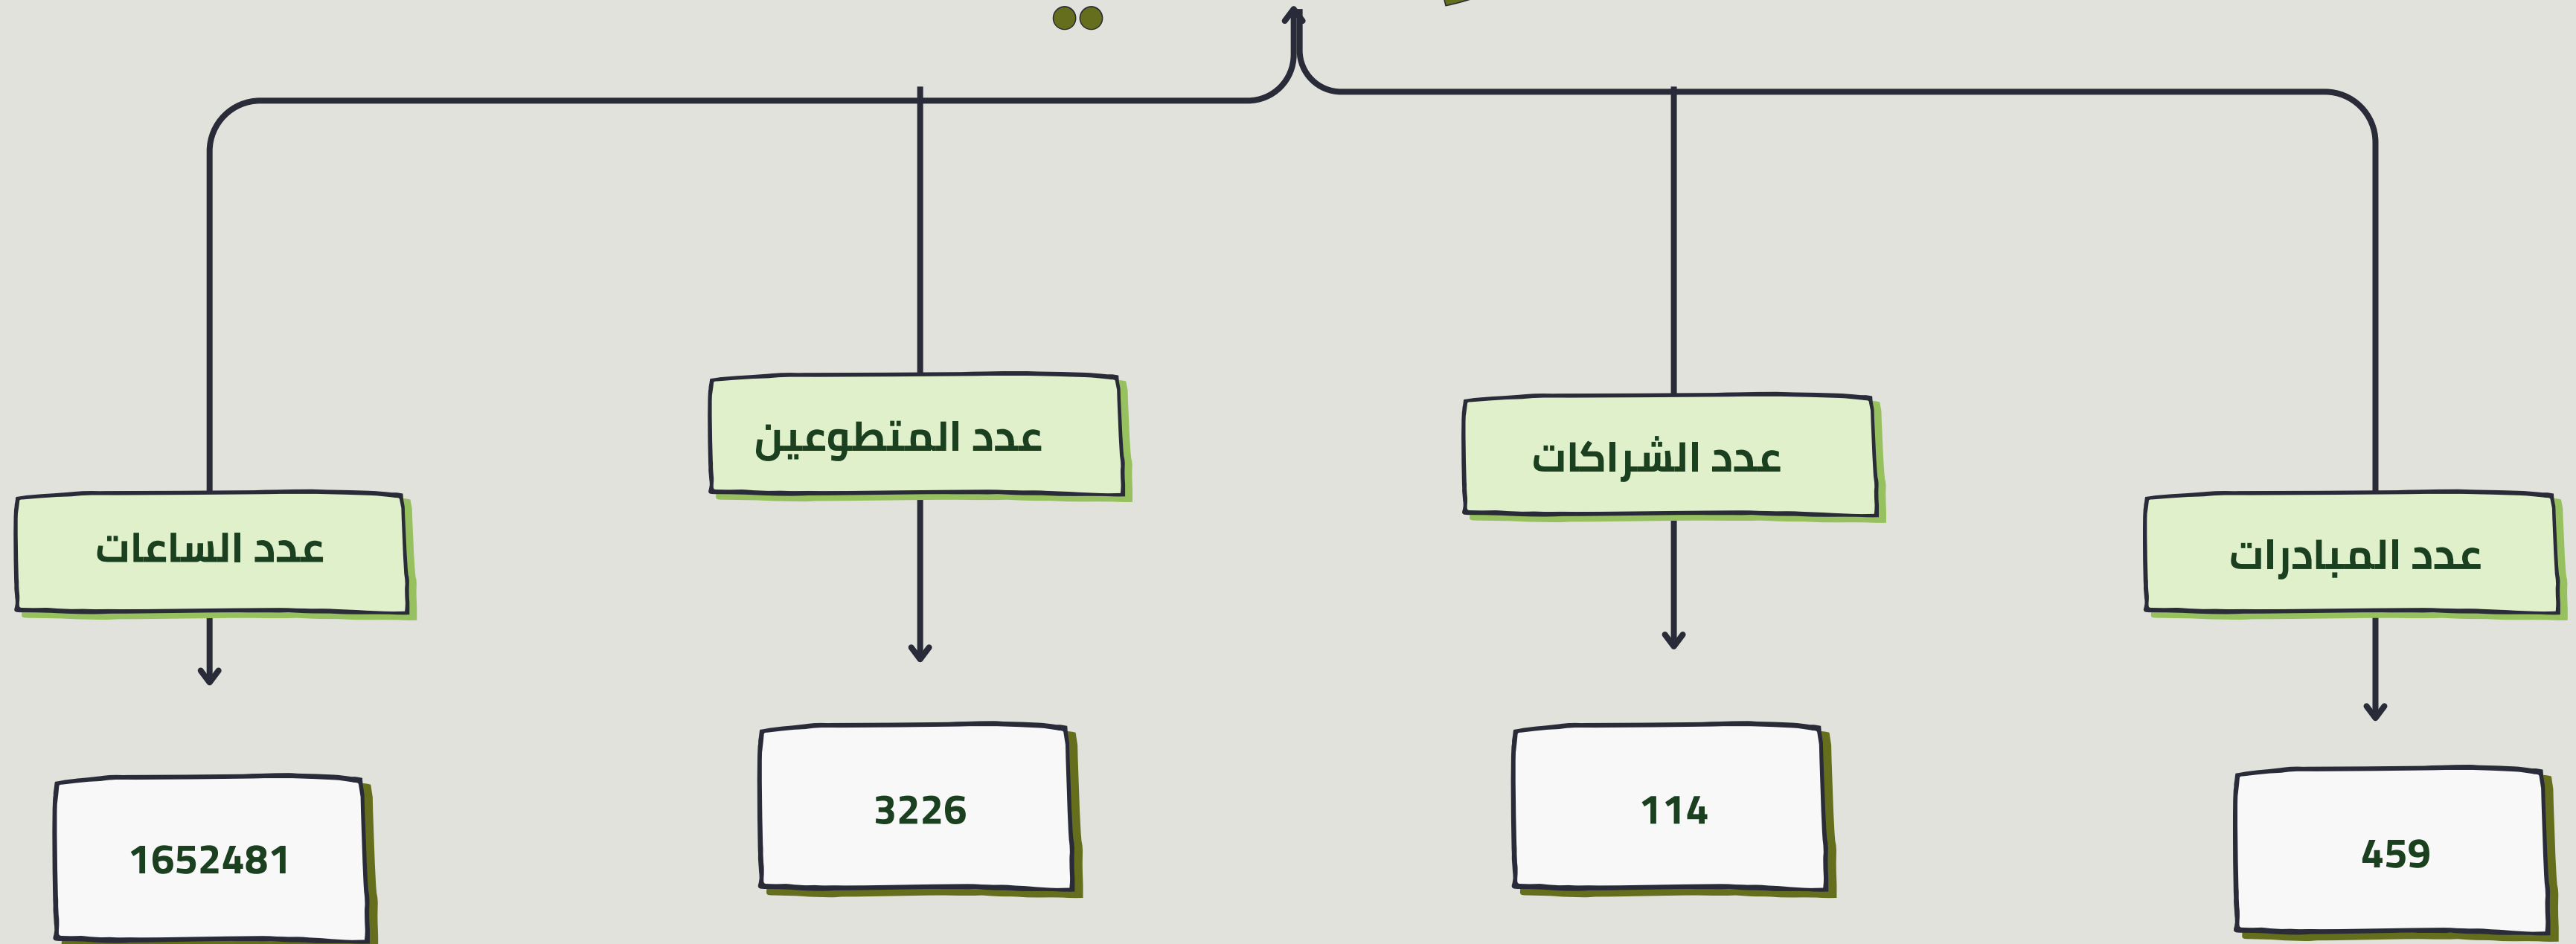 عدد المبادرات
459
عدد الشراكات
114
عدد المتطوعين
3226
عدد الساعات
1652481